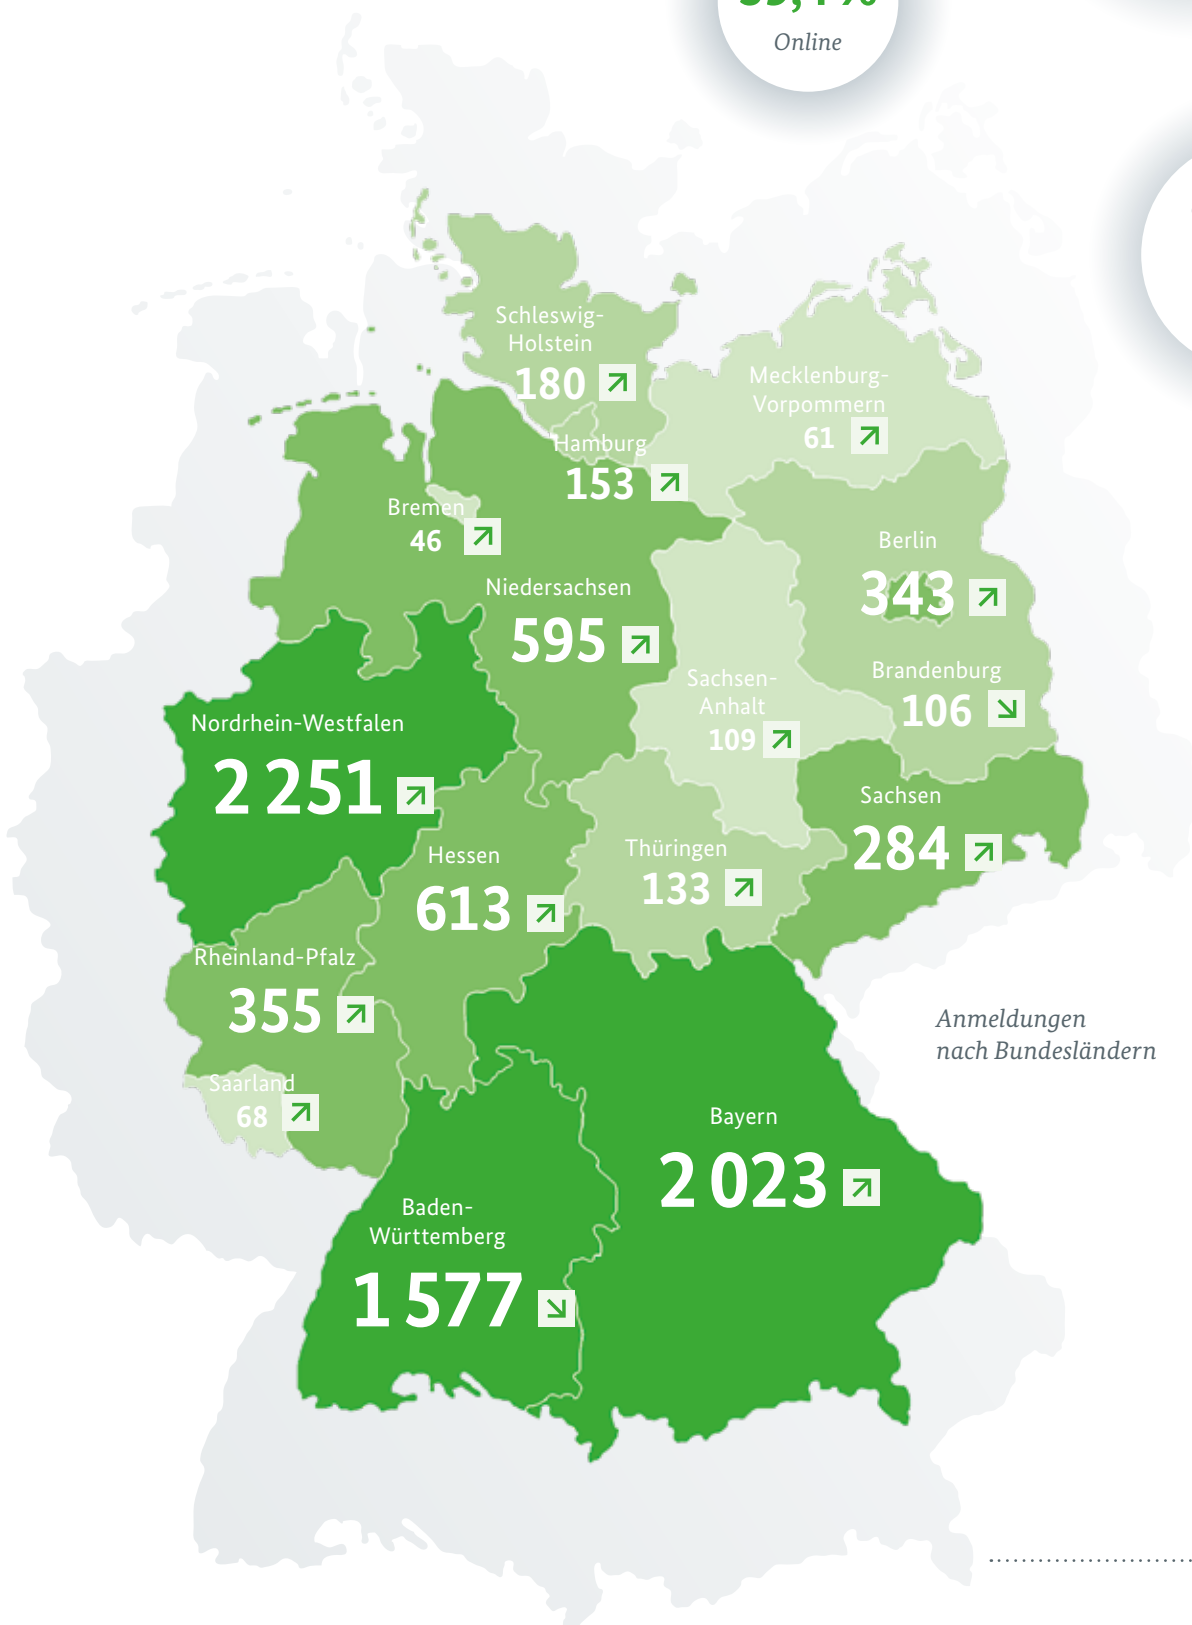 Online
Schleswig-
Holstein
180
Mecklenburg-
Vorpommern
61
Hamburg
153
Bremen
46
Berlin
343
Niedersachsen
595
Brandenburg
106
Sachsen-
Anhalt
109
Nordrhein-Westfalen
2 251
Sachsen
284
Thüringen
133
Hessen
613
Rheinland-Pfalz
355
Anmeldungen
nach Bundesländern
Saarland
68
Bayern
2 023
Baden-
Württemberg
1 577